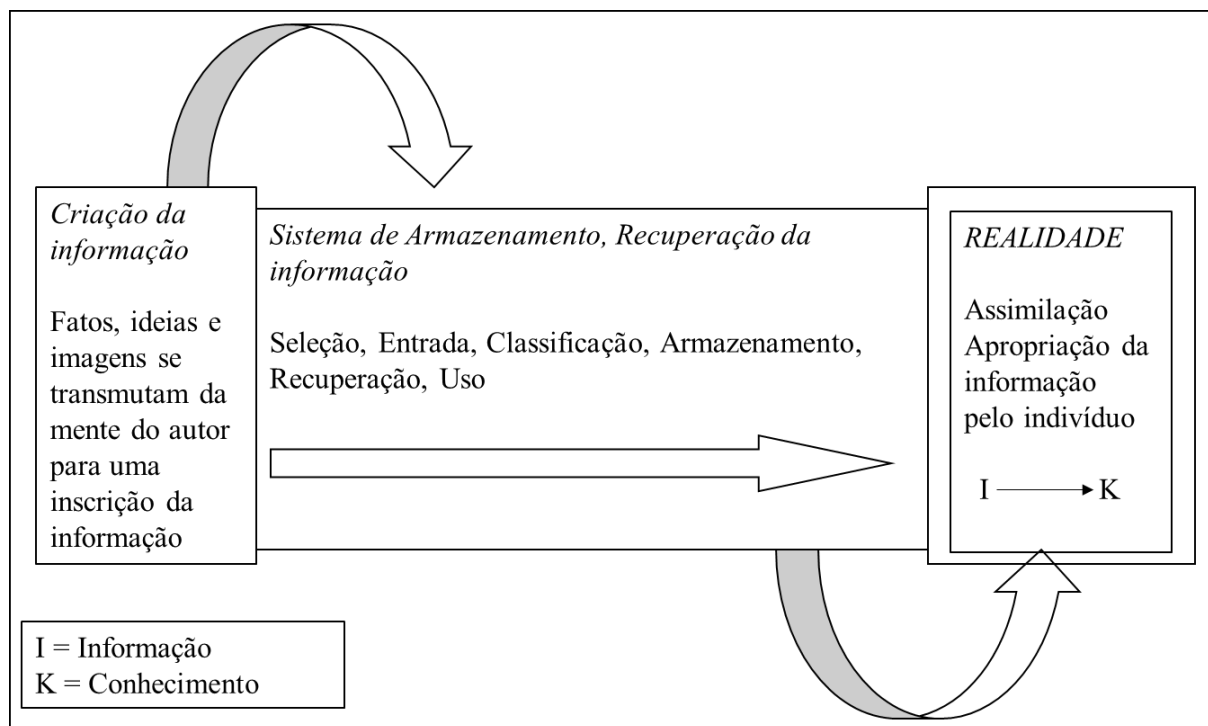 Criação da
informação
Fatos, ideias e
imagens se
transmutam da
mente do autor
para uma
inscrição da
informação
Sistema de Armazenamento, Recuperação da
informação
Seleção, Entrada, Classificação, Armazenamento,
Recuperação, Uso
REALIDADE
Assimilação
Apropriação da
informação
pelo indivíduo
I K
I = Informação
K = Conhecimento